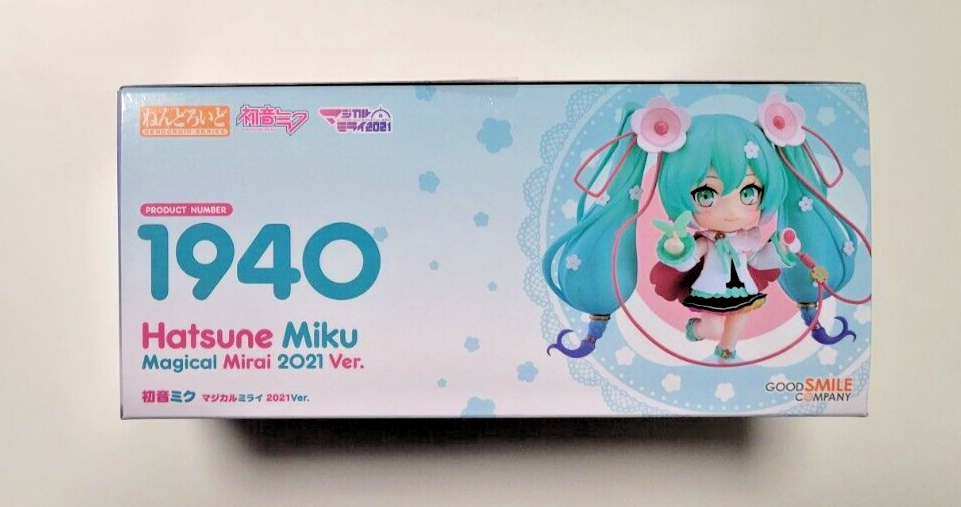 ねんどろいど
NENDOROID SERIES
初音ミク
マジカル
ミライ2021
PRODUCT NUMBER
1940
Hatsune Miku
Magical Mirai 2021 Ver.
初音ミク マジカルミライ 2021Ver.
GOOD SMILE
COMPANY